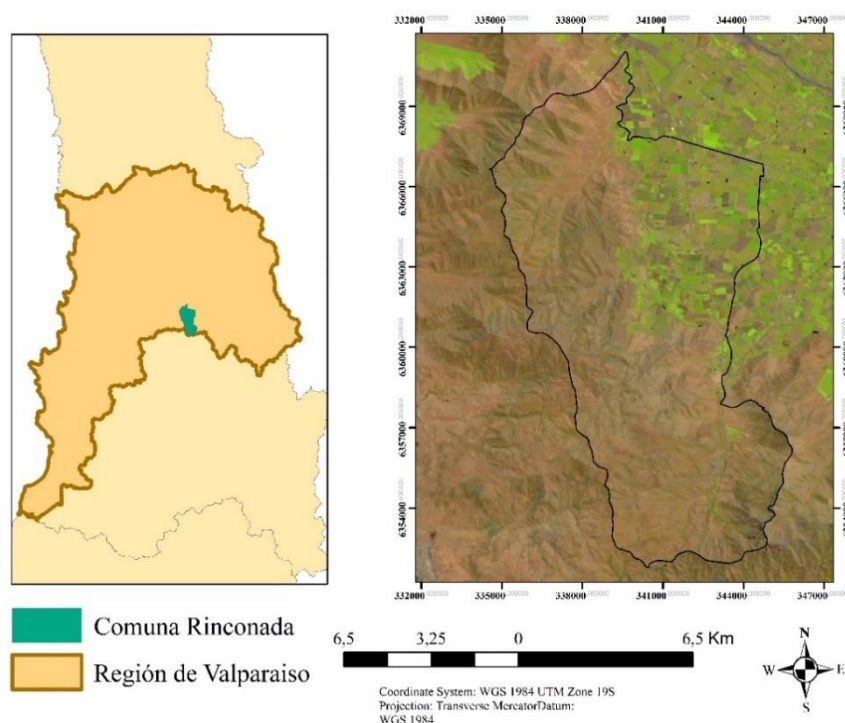 332000
335000
338000
341000
344000
347000
6369000
6366000
6363000
6360000
6357000
6354000
332000
335000
338000
341000
344000
347000
Comuna Rinconada
Región de Valparaiso
6,5 3,25 0 6,5 Km
Coordinate System: WGS 1984 UTM Zone 19S
Projection: Transverse MercatorDatum:
WGS 1984
N
W E
S